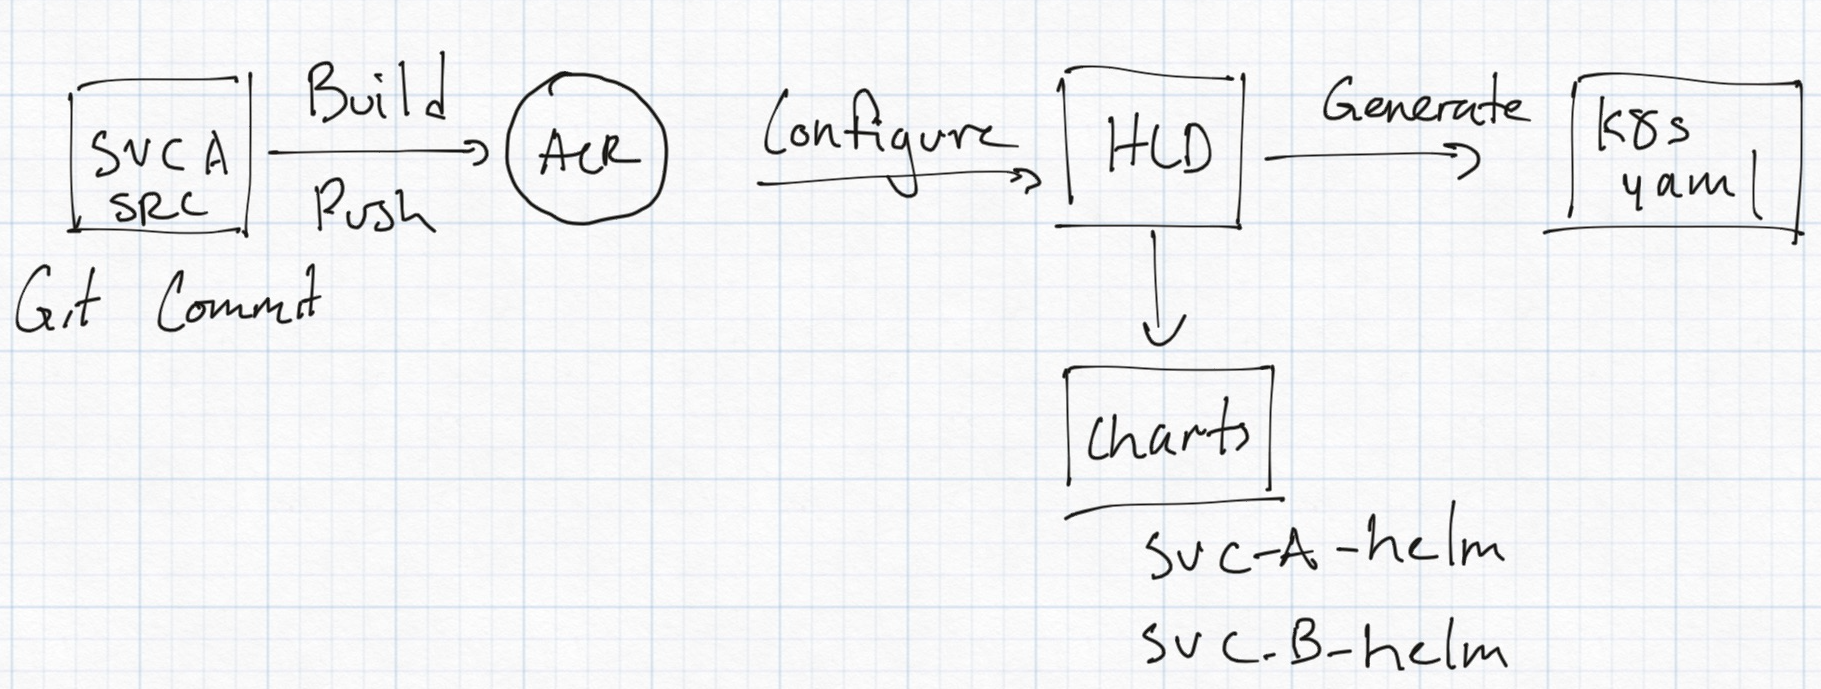 SVC A
SRC
Git Commit
Build
Push
ACR
Configure
HLD
Generate
k8s
yaml
charts
svc-A-helm
svc-B-helm